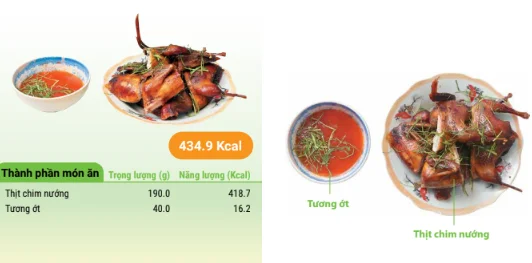 434.9 Kcal
Thành phần món ăn Trọng lượng (g) Năng lượng (Kcal)
Thịt chim nướng 190.0 418.7
Tương ớt 40.0 16.2
Tương ớt
Thịt chim nướng